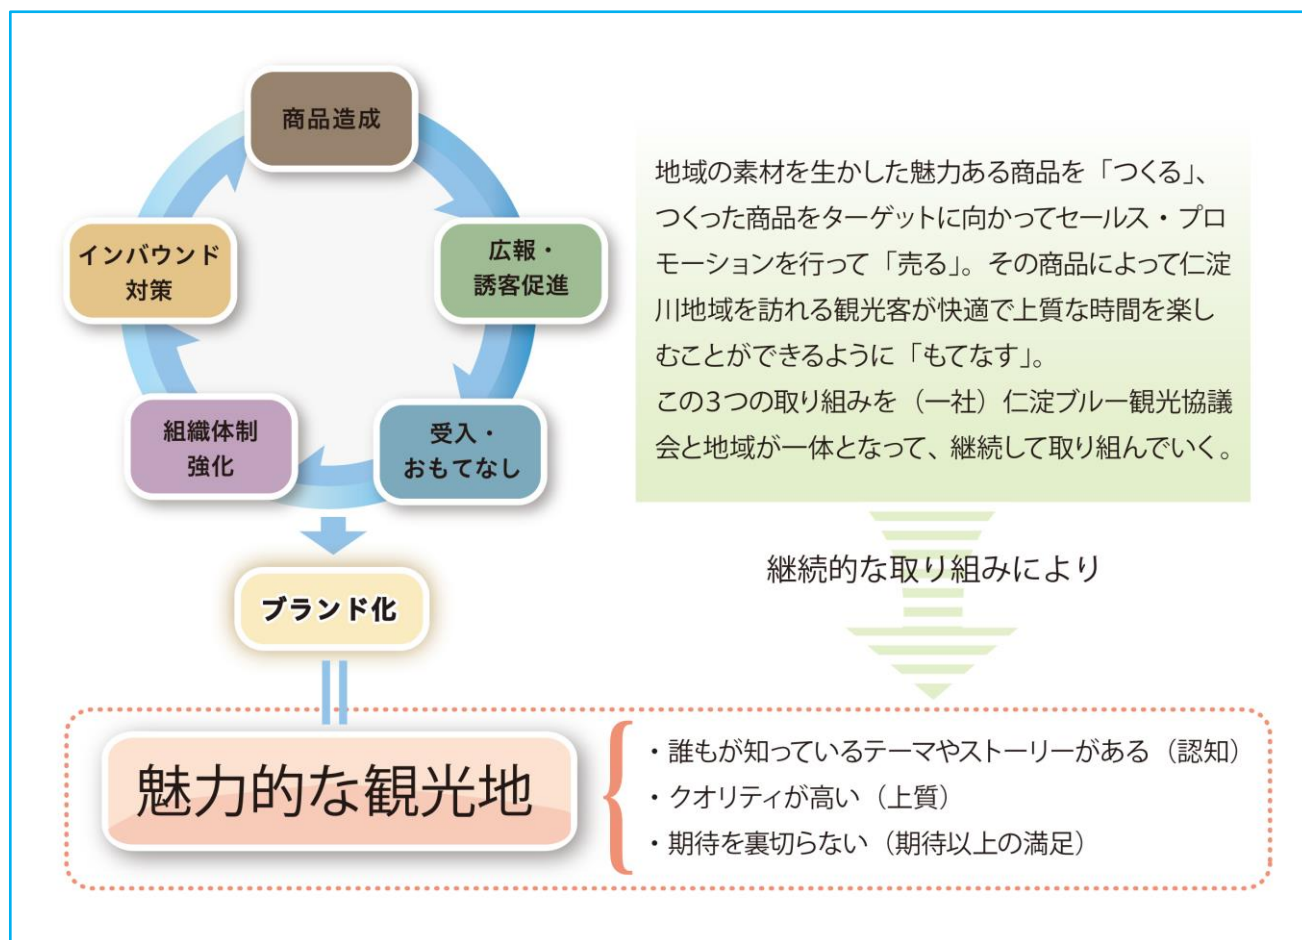 商品造成
広報・
誘客促進
受入・
おもてなし
組織体制
強化
インバウンド
対策
ブランド化
地域の素材を生かした魅力ある商品を「つくる」、
つくった商品をターゲットに向かってセールス・プロ
モーションを行って「売る」。その商品によって仁淀
川地域を訪れる観光客が快適で上質な時間を楽し
むことができるように「もてなす」。
この3つの取り組みを（一社）仁淀ブルー観光協議
会と地域が一体となって、継続して取り組んでいく。
継続的な取り組みにより
魅力的な観光地
・誰もが知っているテーマやストーリーがある（認知）
・クオリティが高い（上質）
・期待を裏切らない（期待以上の満足）